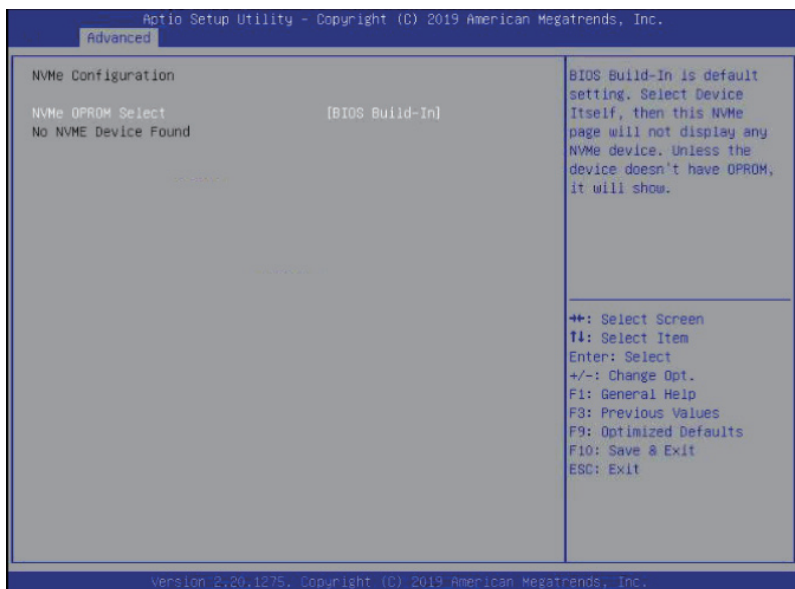 Aptio Setup Utility - Copyright (C) 2019 American Megatrends, Inc.
Advanced
NVMe Configuration
NVMe OPROM Select [BIOS Build-In]
No NVME Device Found
BIOS Build-In is default
setting. Select Device
Itself, then this NVMe
page will not display any
NVMe device. Unless the
device doesn't have OPROM,
it will show.
→←: Select Screen
↑↓: Select Item
Enter: Select
+/-: Change Opt.
F1: General Help
F3: Previous Values
F9: Optimized Defaults
F10: Save & Exit
ESC: Exit
Version 2.20.1275. Copyright (C) 2019 American Megatrends, Inc.